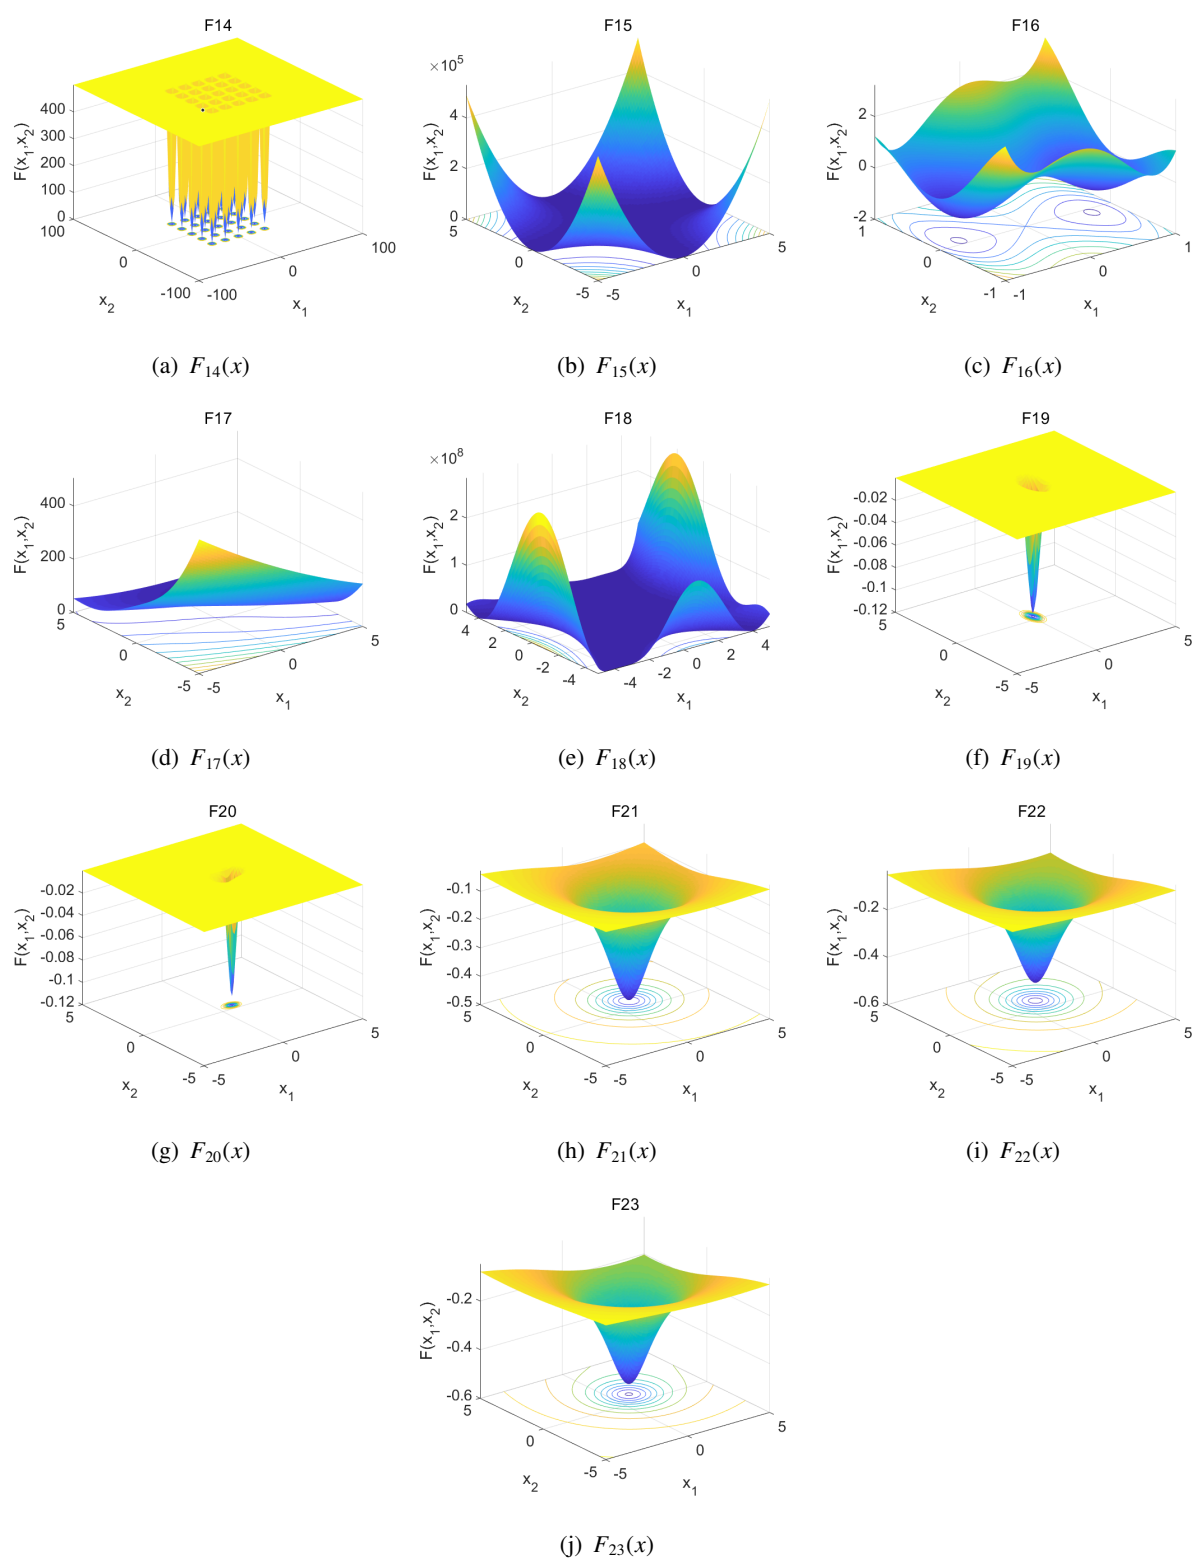 F14
F(x1,x2)
400
300
200
100
0
100
0
-100
x2
-100
0
100
x1
(a) F14(x)
F15
×10^5
F(x1,x2)
4
2
0
5
0
-5
x2
-5
0
5
x1
(b) F15(x)
F16
F(x1,x2)
2
0
-2
1
0
-1
x2
-1
0
1
x1
(c) F16(x)
F17
F(x1,x2)
400
200
0
5
0
-5
x2
-5
0
5
x1
(d) F17(x)
F18
×10^8
F(x1,x2)
2
1
0
4
2
0
-2
-4
x2
-4
-2
0
2
4
x1
(e) F18(x)
F19
F(x1,x2)
-0.02
-0.04
-0.06
-0.08
-0.1
-0.12
5
0
-5
x2
-5
0
5
x1
(f) F19(x)
F20
F(x1,x2)
-0.02
-0.04
-0.06
-0.08
-0.1
-0.12
5
0
-5
x2
-5
0
5
x1
(g) F20(x)
F21
F(x1,x2)
-0.1
-0.2
-0.3
-0.4
-0.5
5
0
-5
x2
-5
0
5
x1
(h) F21(x)
F22
F(x1,x2)
-0.2
-0.4
-0.6
5
0
-5
x2
-5
0
5
x1
(i) F22(x)
F23
F(x1,x2)
-0.2
-0.4
-0.6
5
0
-5
x2
-5
0
5
x1
(j) F23(x)